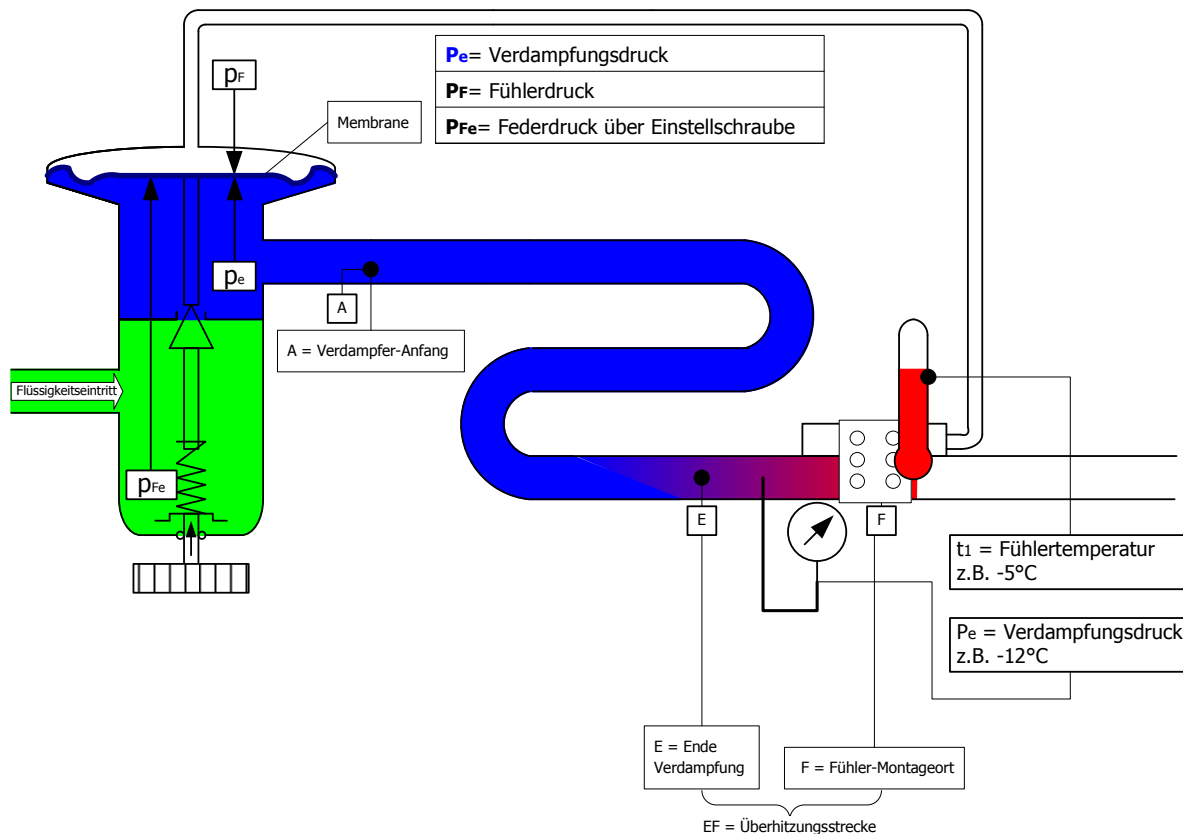 Pe= Verdampfungsdruck
PF= Fühlerdruck
PFe= Federdruck über Einstellschraube
pF
Membrane
pe
A
A = Verdampfer-Anfang
Flüssigkeitseintritt
pFe
E
F
t1 = Fühlertemperatur
z.B. -5°C
Pe = Verdampfungsdruck
z.B. -12°C
E = Ende
Verdampfung
F = Fühler-Montageort
EF = Überhitzungsstrecke